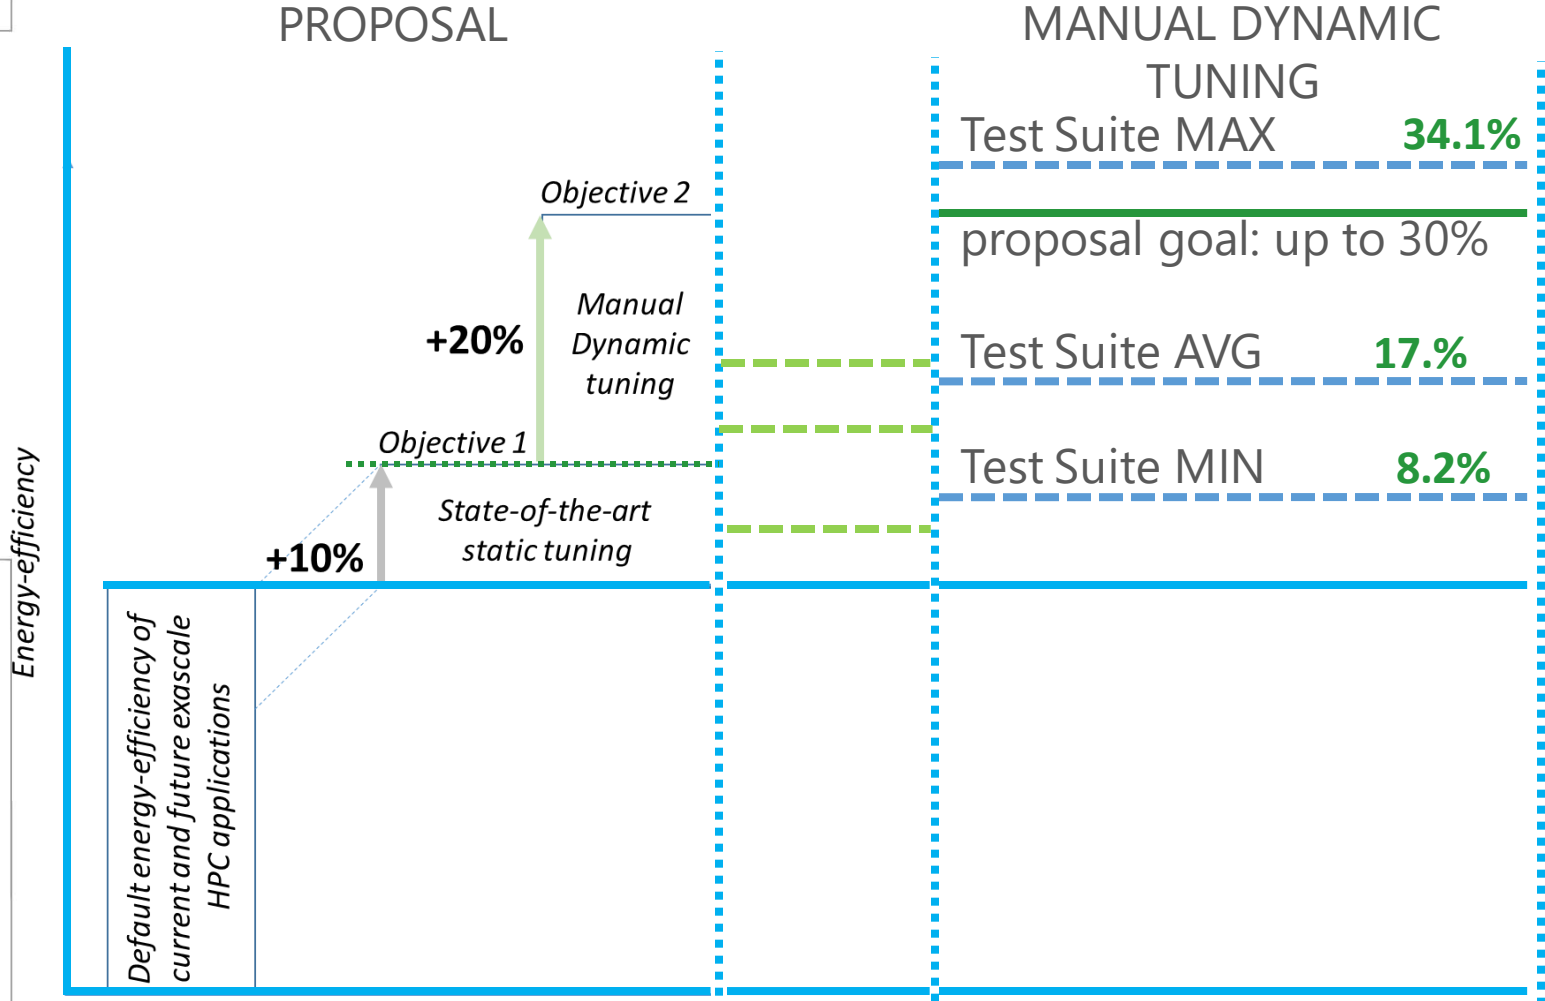 PROPOSAL
MANUAL DYNAMIC
TUNING
Test Suite MAX 34.1%
Objective 2
proposal goal: up to 30%
Manual
Dynamic
tuning
+20%
Test Suite AVG 17.%
Objective 1
Test Suite MIN 8.2%
State-of-the-art
static tuning
+10%
Energy-efficiency
Default energy-efficiency of
current and future exascale
HPC applications